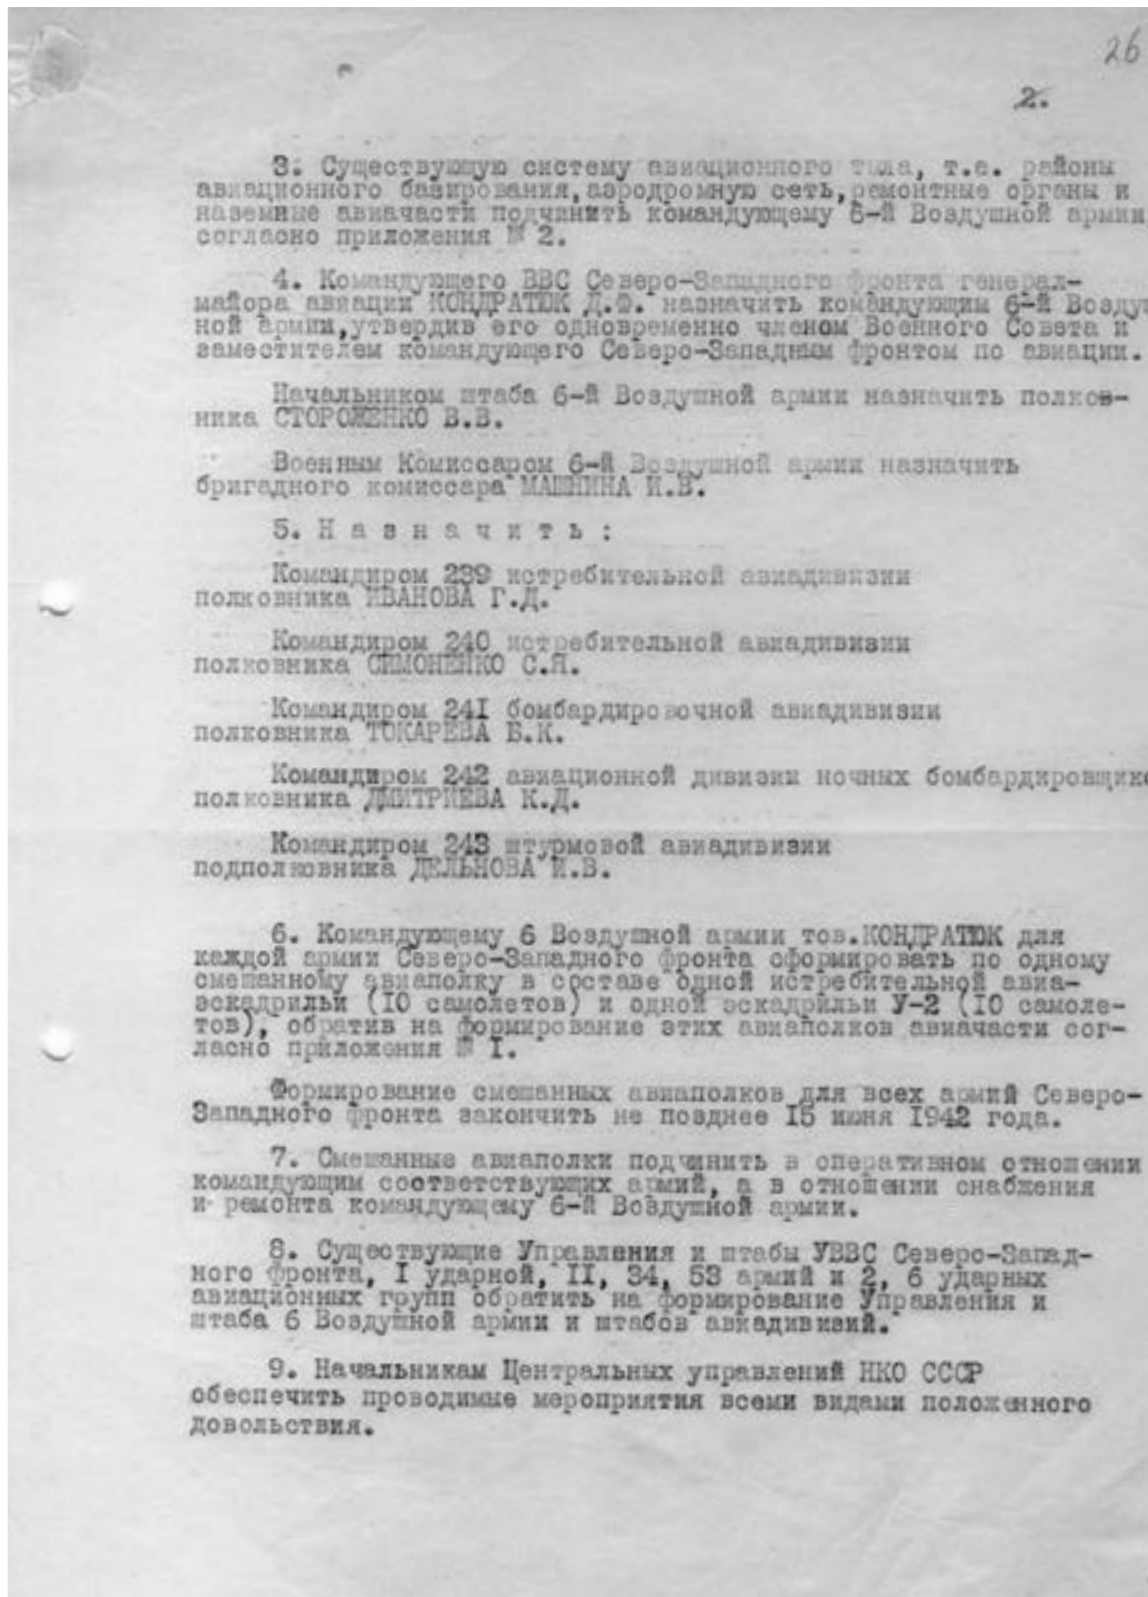 26
2.
3. Существующую систему авиационного тыла, т.е. районы
авиационного базирования, аэродромную сеть, ремонтные органы и
наземные авиачасти подчинить командующему 6-й Воздушной армии,
согласно приложения № 2.
4. Командующего ВВС Северо-Западного фронта генерал-
майора авиации КОНДРАТЮК Д.Ф. назначить командующим 6-й Возду
ной армии, утвердив его одновременно членом Военного Совета и
заместителем командующего Северо-Западным фронтом по авиации.
Начальником штаба 6-й Воздушной армии назначить полков-
ника СТОРОЖЕНКО В.В.
Военным Комиссаром 6-й Воздушной армии назначить
бригадного комиссара МАШНИНА И.В.
5. Н а з н а ч и т ь :
Командиром 239 истребительной авиадивизии
полковника ИВАНОВА Г.Д.
Командиром 240 истребительной авиадивизии
полковника СИМОНЕНКО С.Я.
Командиром 241 бомбардировочной авиадивизии
полковника ТОКАРЕВА Б.К.
Командиром 242 авиационной дивизии ночных бомбардировщико
полковника ДМИТРИЕВА К.Д.
Командиром 243 штурмовой авиадивизии
подполковника ДЕЛЬНОВА И.В.
6. Командующему 6 Воздушной армии тов.КОНДРАТЮК для
каждой армии Северо-Западного фронта сформировать по одному
смешанному авиаполку в составе одной истребительной авиа-
эскадрильи (10 самолетов) и одной эскадрильи У-2 (10 самоле-
тов), обратив на формирование этих авиаполков авиачасти сог-
ласно приложения № I.
Формирование смешанных авиаполков для всех армий Северо-
Западного фронта закончить не позднее 15 июня 1942 года.
7. Смешанные авиаполки подчинить в оперативном отношении
командующим соответствующих армий, а в отношении снабжения
и ремонта командующему 6-й Воздушной армии.
8. Существующие Управления и штабы УВВС Северо-Запад-
ного фронта, I ударной, II, 34, 53 армий и 2, 6 ударных
авиационных групп обратить на формирование Управления и
штаба 6 Воздушной армии и штабов авиадивизий.
9. Начальникам Центральных управлений НКО СССР
обеспечить проводимые мероприятия всеми видами положенного
довольствия.